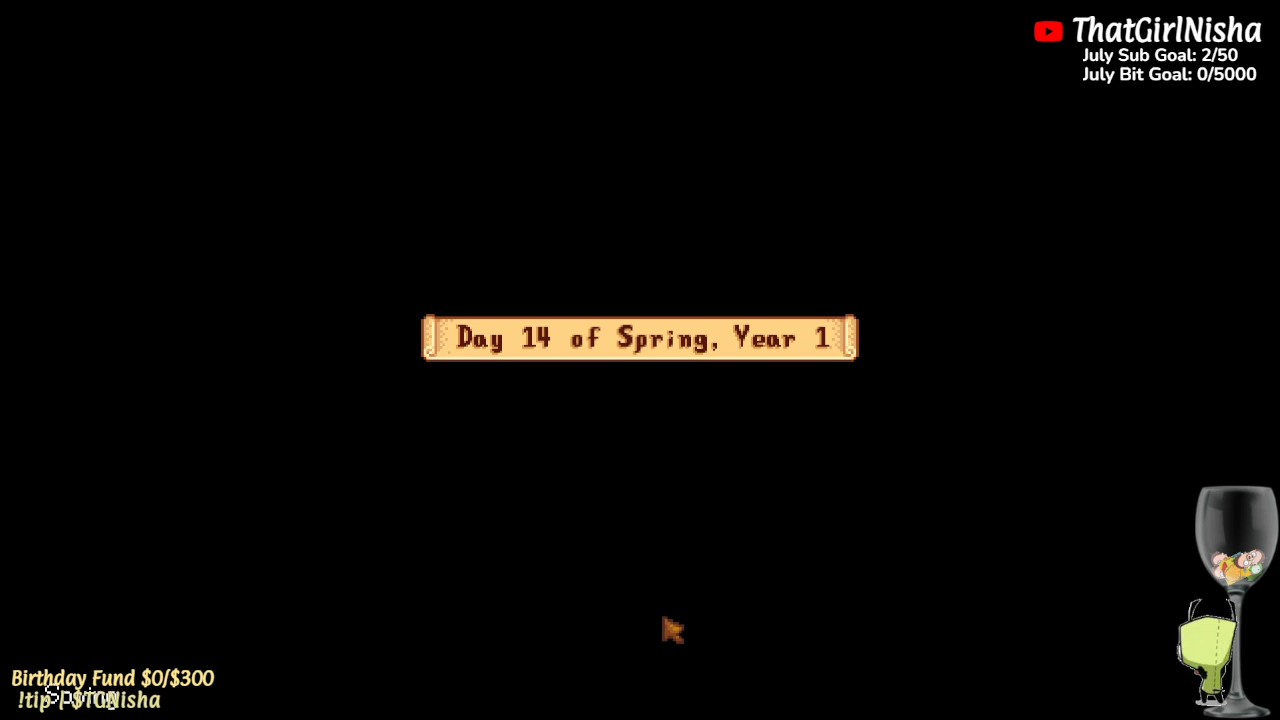 ThatGirlNisha
July Sub Goal: 2/50
July Bit Goal: 0/5000
Day 14 of Spring, Year 1
Birthday Fund $0/$300
!tip